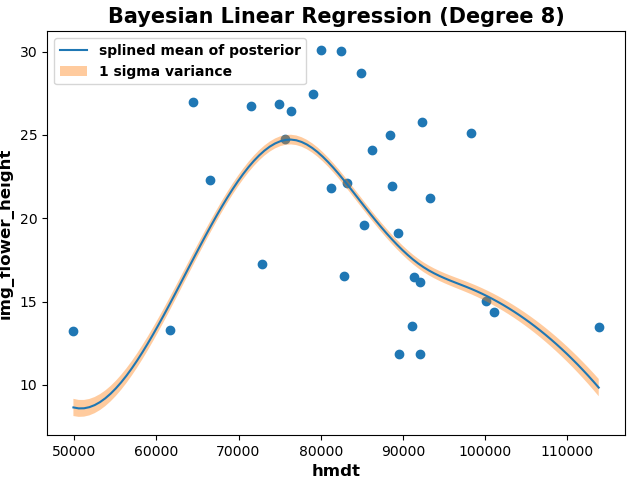 Bayesian Linear Regression (Degree 8)
splined mean of posterior
1 sigma variance
img_flower_height
30
25
20
15
10
50000 60000 70000 80000 90000 100000 110000
hmdt